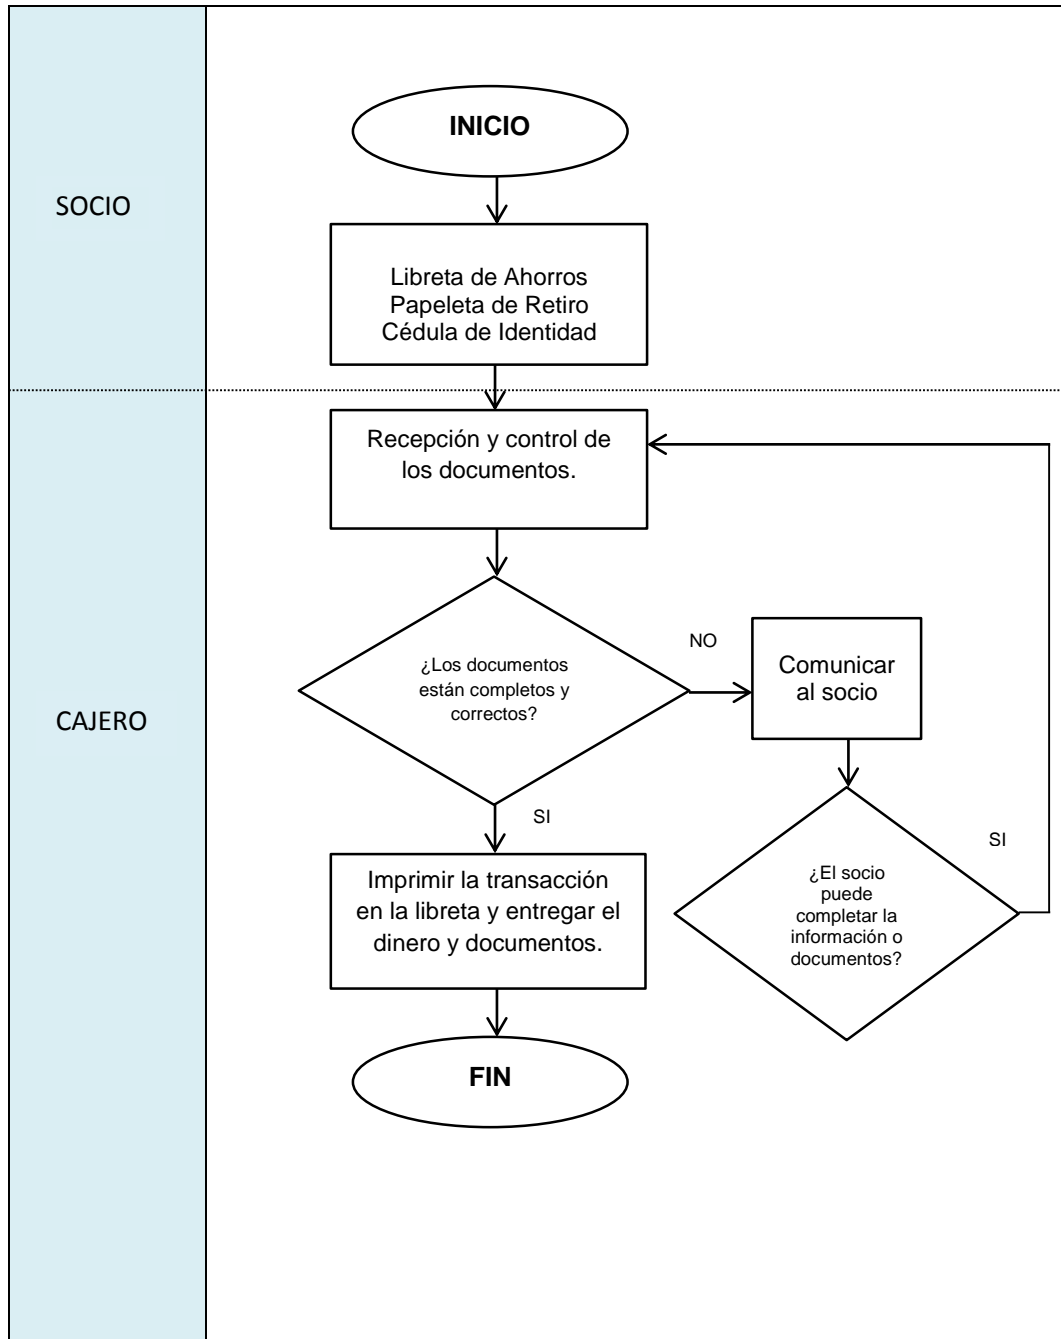 SOCIO
INICIO
Libreta de Ahorros
Papeleta de Retiro
Cédula de Identidad
CAJERO
Recepción y control de
los documentos.
¿Los documentos
están completos y
correctos?
NO
Comunicar
al socio
SI
¿El socio
puede
completar la
información o
documentos?
SI
Imprimir la transacción
en la libreta y entregar el
dinero y documentos.
FIN